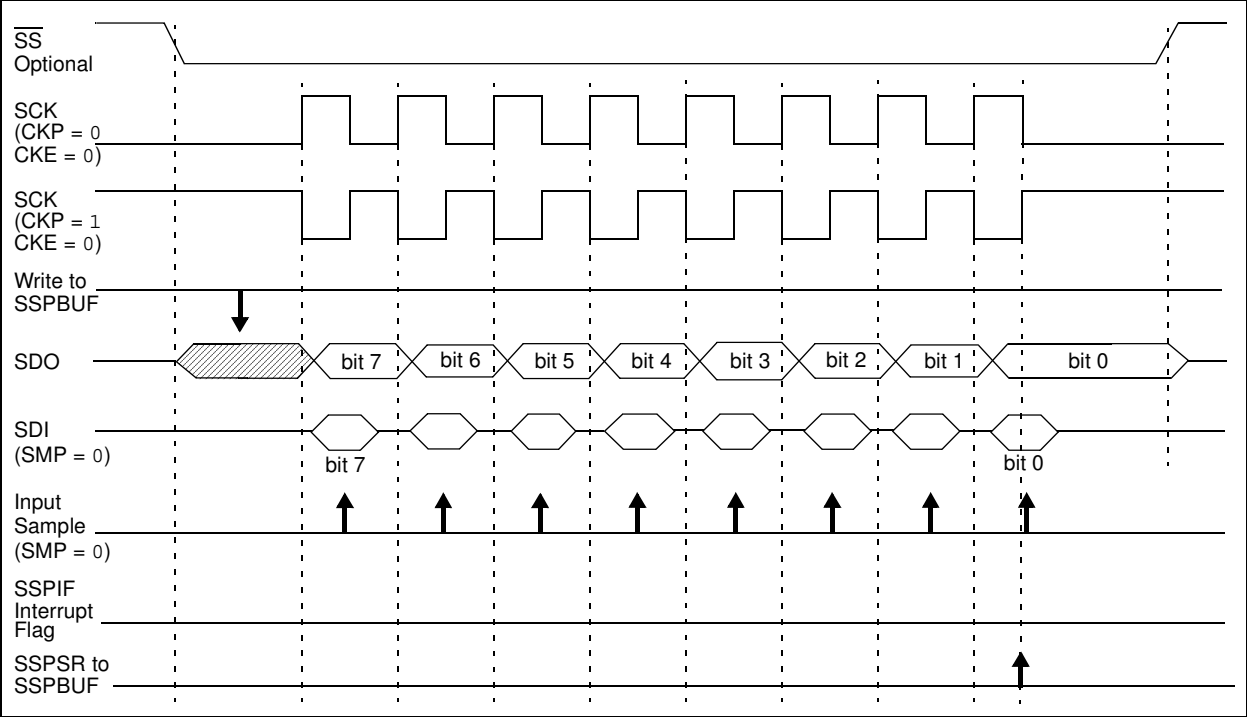 SS
Optional
SCK
(CKP = 0
CKE = 0)
SCK
(CKP = 1
CKE = 0)
Write to
SSPBUF
SDO
bit 7 bit 6 bit 5 bit 4 bit 3 bit 2 bit 1 bit 0
SDI
(SMP = 0)
bit 7 bit 0
Input
Sample
(SMP = 0)
SSPIF
Interrupt
Flag
SSPSR to
SSPBUF